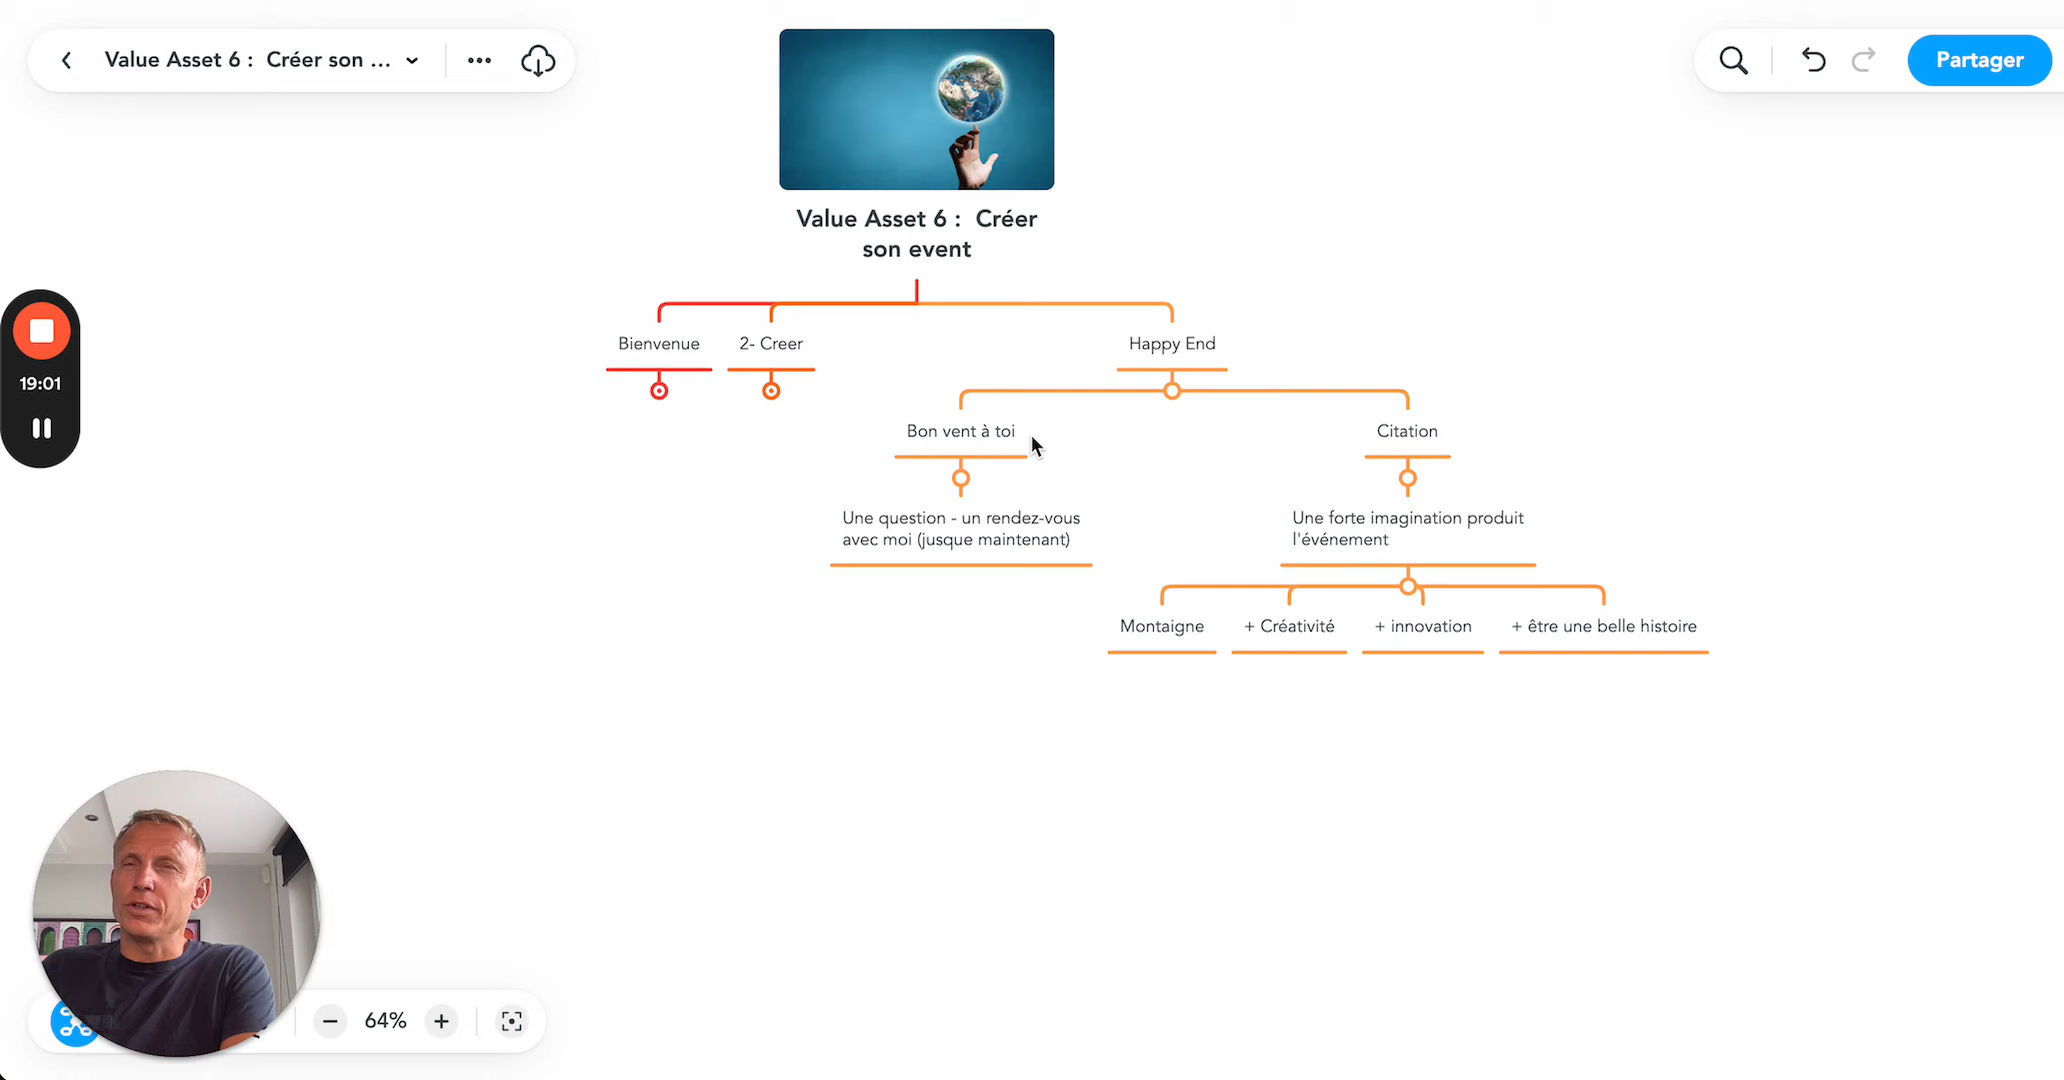 Value Asset 6 :  Créer son ...
Partager
Value Asset 6 :  Créer
son event
19:01
Bienvenue
2- Creer
Happy End
Bon vent à toi
Citation
Une question - un rendez-vous
avec moi (jusque maintenant)
Une forte imagination produit
l'événement
Montaigne
+ Créativité
+ innovation
+ être une belle histoire
64%